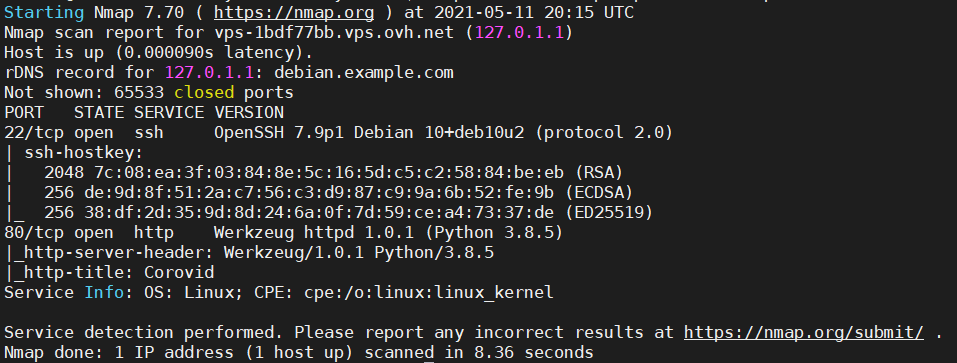 Starting Nmap 7.70 ( https://nmap.org ) at 2021-05-11 20:15 UTC
Nmap scan report for vps-1bdf77bb.vps.ovh.net (127.0.1.1)
Host is up (0.000090s latency).
rDNS record for 127.0.1.1: debian.example.com
Not shown: 65533 closed ports
PORT   STATE SERVICE VERSION
22/tcp open  ssh     OpenSSH 7.9p1 Debian 10+deb10u2 (protocol 2.0)
| ssh-hostkey:
|   2048 7c:08:ea:3f:03:84:8e:5c:16:5d:c5:c2:58:84:be:eb (RSA)
|   256 de:9d:8f:51:2a:c7:56:c3:d9:87:c9:9a:6b:52:fe:9b (ECDSA)
|_  256 38:df:2d:35:9d:8d:24:6a:0f:7d:59:ce:a4:73:37:de (ED25519)
80/tcp open  http    Werkzeug httpd 1.0.1 (Python 3.8.5)
|_http-server-header: Werkzeug/1.0.1 Python/3.8.5
|_http-title: Corovid
Service Info: OS: Linux; CPE: cpe:/o:linux:linux_kernel

Service detection performed. Please report any incorrect results at https://nmap.org/submit/ .
Nmap done: 1 IP address (1 host up) scanned in 8.36 seconds